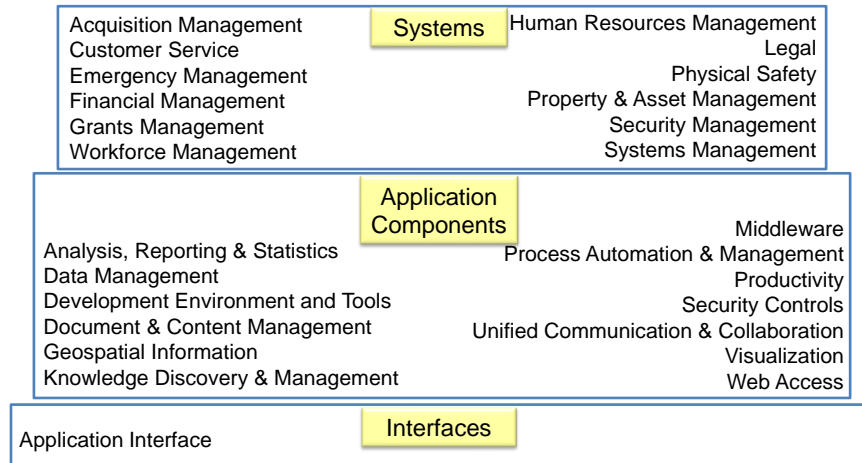 Systems
Acquisition Management
Customer Service
Emergency Management
Financial Management
Grants Management
Workforce Management
Human Resources Management
Legal
Physical Safety
Property & Asset Management
Security Management
Systems Management
Application
Components
Analysis, Reporting & Statistics
Data Management
Development Environment and Tools
Document & Content Management
Geospatial Information
Knowledge Discovery & Management
Middleware
Process Automation & Management
Productivity
Security Controls
Unified Communication & Collaboration
Visualization
Web Access
Interfaces
Application Interface